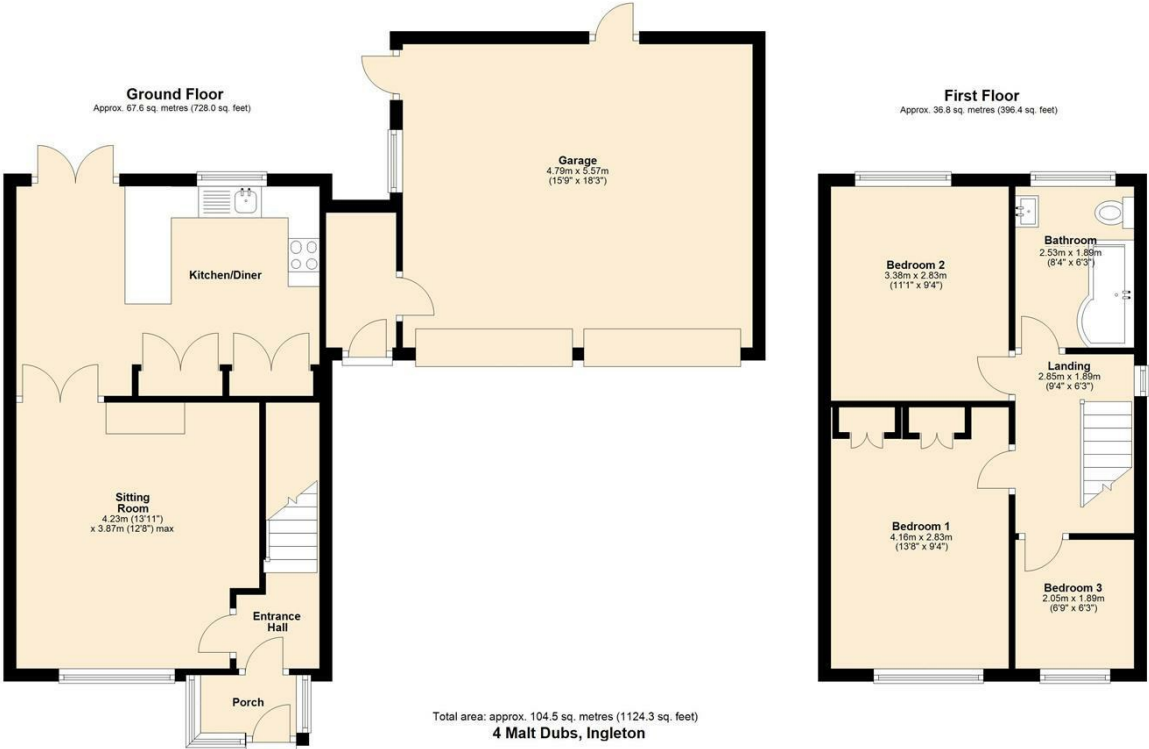 Ground Floor
Approx. 67.6 sq. metres (728.0 sq. feet)
Garage
4.79m x 5.57m
(15'9" x 18'3")
Kitchen/Diner
Sitting
Room
4.23m (13'11")
x 3.87m (12'8") max
Entrance
Hall
Porch
First Floor
Approx. 36.8 sq. metres (396.4 sq. feet)
Bedroom 2
3.38m x 2.83m
(11'1" x 9'4")
Bathroom
2.53m x 1.89m
(8'4" x 6'3")
Landing
2.85m x 1.89m
(9'4" x 6'3")
Bedroom 1
4.16m x 2.83m
(13'8" x 9'4")
Bedroom 3
2.05m x 1.89m
(6'9" x 6'3")
Total area: approx. 104.5 sq. metres (1124.3 sq. feet)
4 Malt Dubs, Ingleton